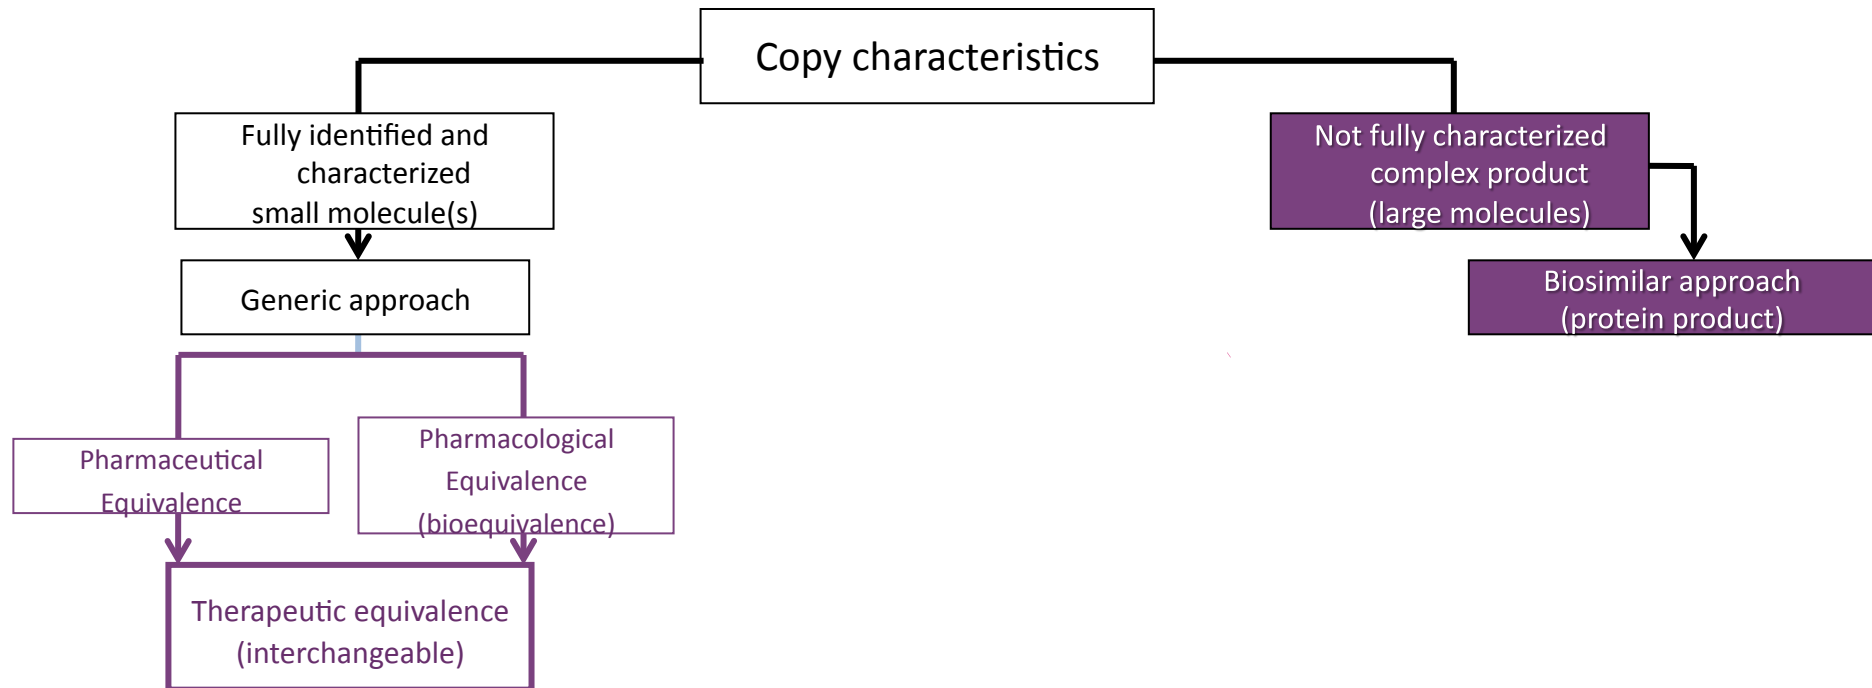 Copy characteristics
Fully identified and
characterized
small molecule(s)
Generic approach
Pharmaceutical
Equivalence
Pharmacological
Equivalence
(bioequivalence)
Therapeutic equivalence
(interchangeable)
Not fully characterized
complex product
(large molecules)
Biosimilar approach
(protein product)